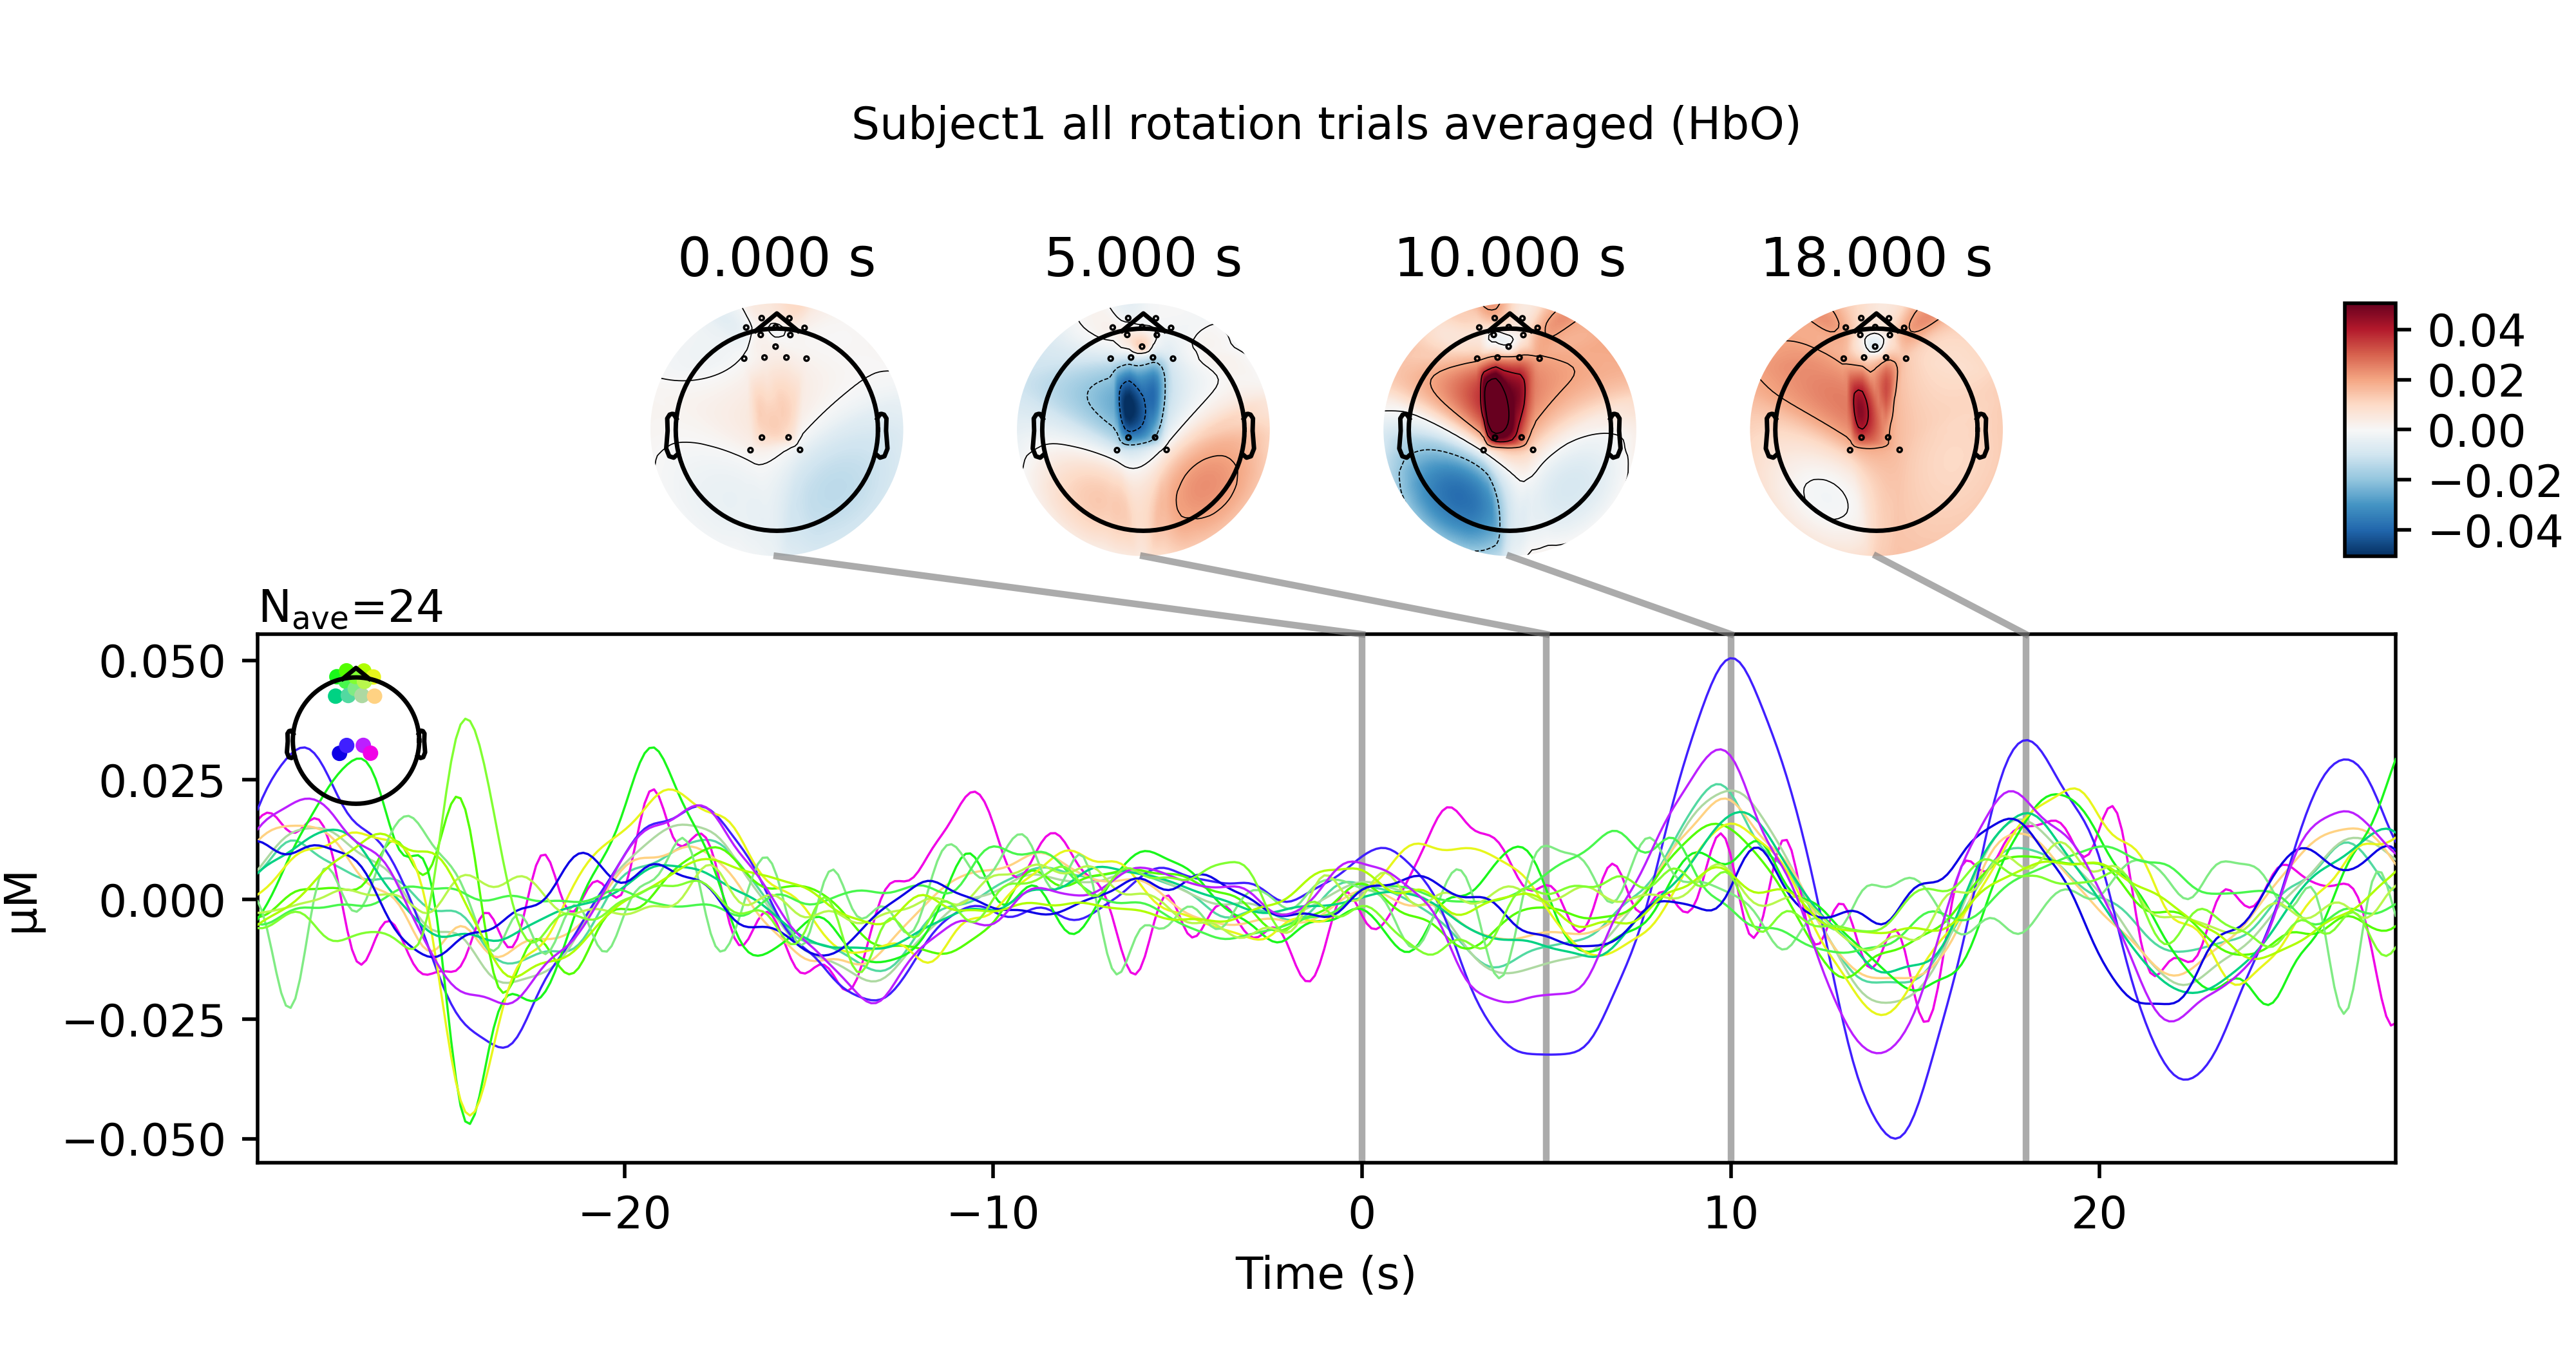 Subject1 all rotation trials averaged (HbO)
0.000 s
5.000 s
10.000 s
18.000 s
0.04
0.02
0.00
−0.02
−0.04
Nave=24
0.050
0.025
0.000
−0.025
−0.050
µM
−20
−10
0
10
20
Time (s)